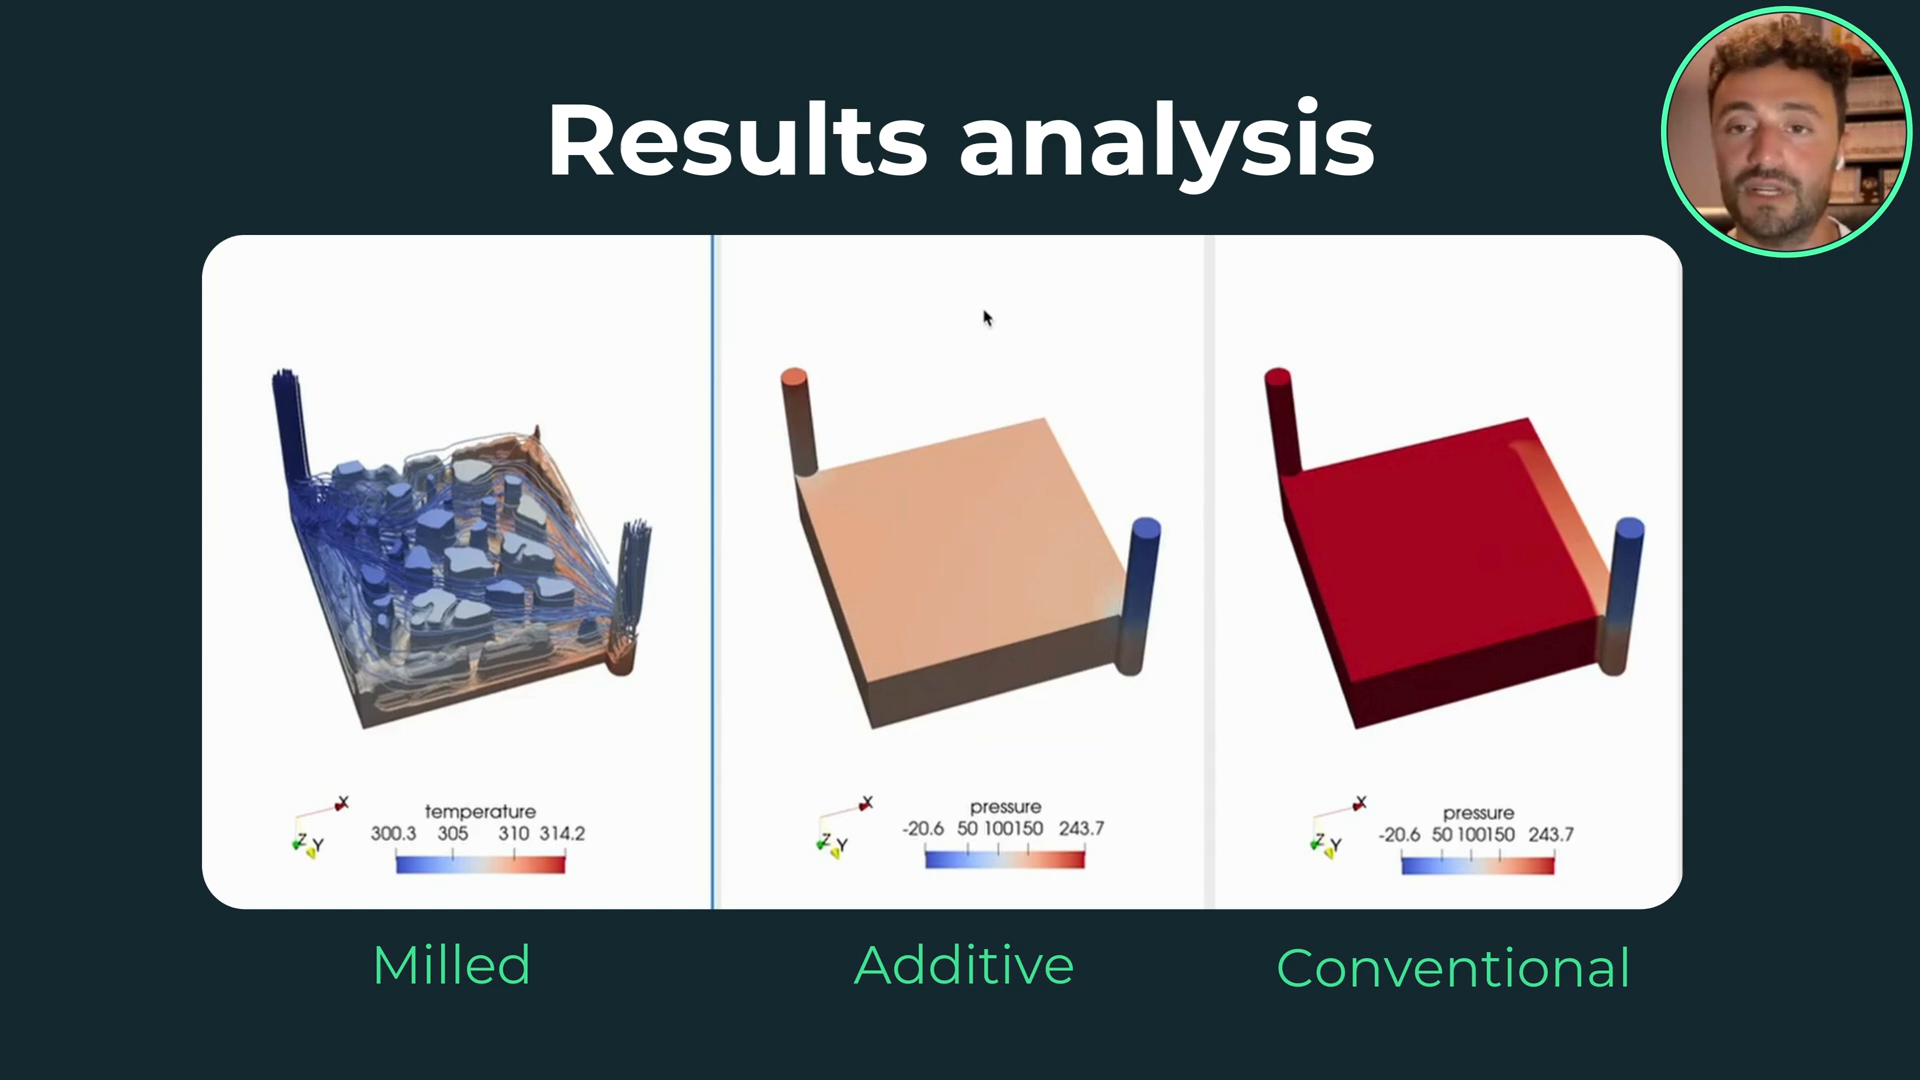 Results analysis
temperature
300.3 305 310 314.2
X
Z
Y
pressure
-20.6 50 100150 243.7
X
Z
Y
pressure
-20.6 50 100150 243.7
X
Z
Y
Milled
Additive
Conventional